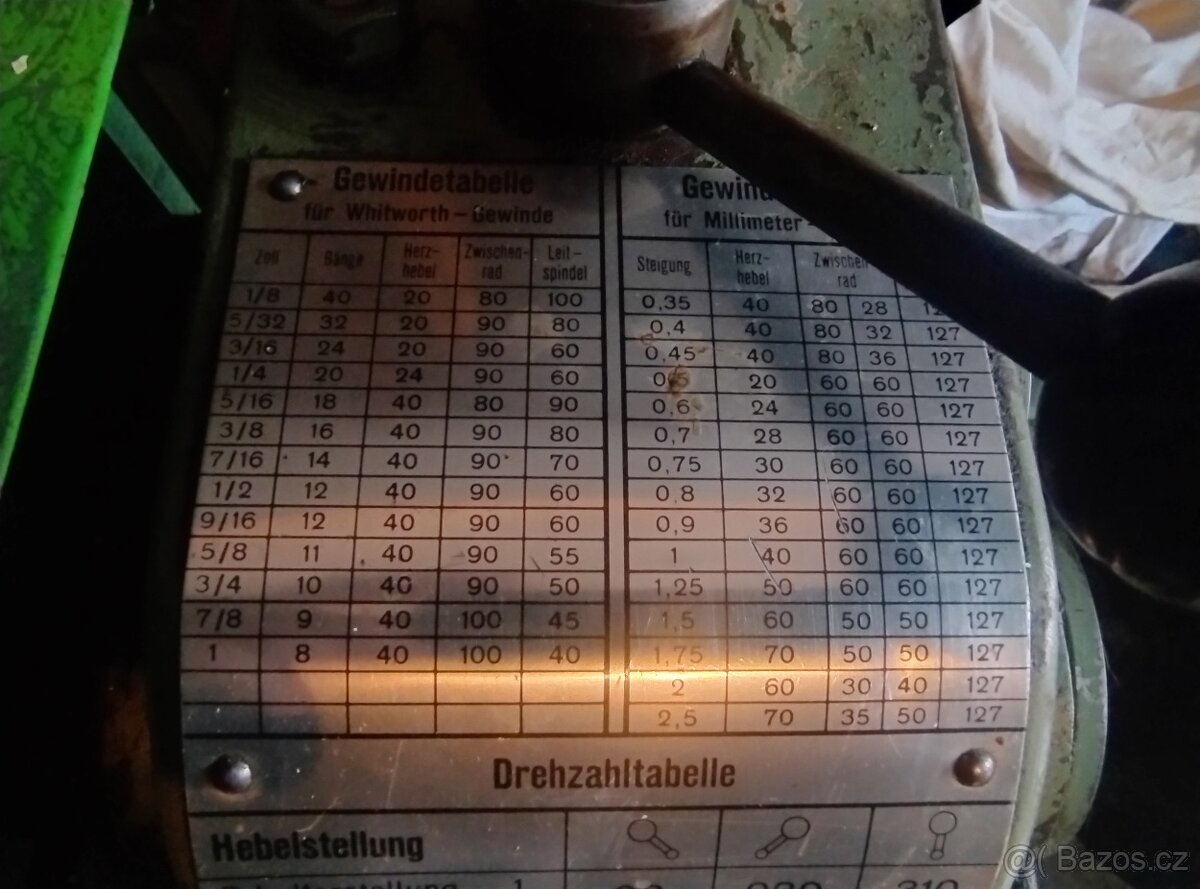 Gewindetabelle
für Whitworth-Gewinde
Zoll Gänge Herz-hebel Zwischen-rad Leit-spindel
1/8 40 20 80 100
5/32 32 20 90 80
3/16 24 20 90 60
1/4 20 24 90 60
5/16 18 40 80 90
3/8 16 40 90 80
7/16 14 40 90 70
1/2 12 40 90 60
9/16 12 40 90 60
5/8 11 40 90 55
3/4 10 40 90 50
7/8 9 40 100 45
1 8 40 100 40
für Millimeter-
Steigung Herz-hebel Zwischen rad
0,35 40 80 28
0,4 40 80 32 127
0,45 40 80 36 127
20 60 60 127
0,6 24 60 60 127
0,7 28 60 60 127
0,75 30 60 60 127
0,8 32 60 60 127
0,9 36 60 60 127
1 40 60 60 127
1,25 50 60 60 127
1,5 60 50 50 127
1,75 70 50 50 127
2 60 30 40 127
2,5 70 35 50 127
Drehzahltabelle
Hebelstellung
@( Bazos.cz